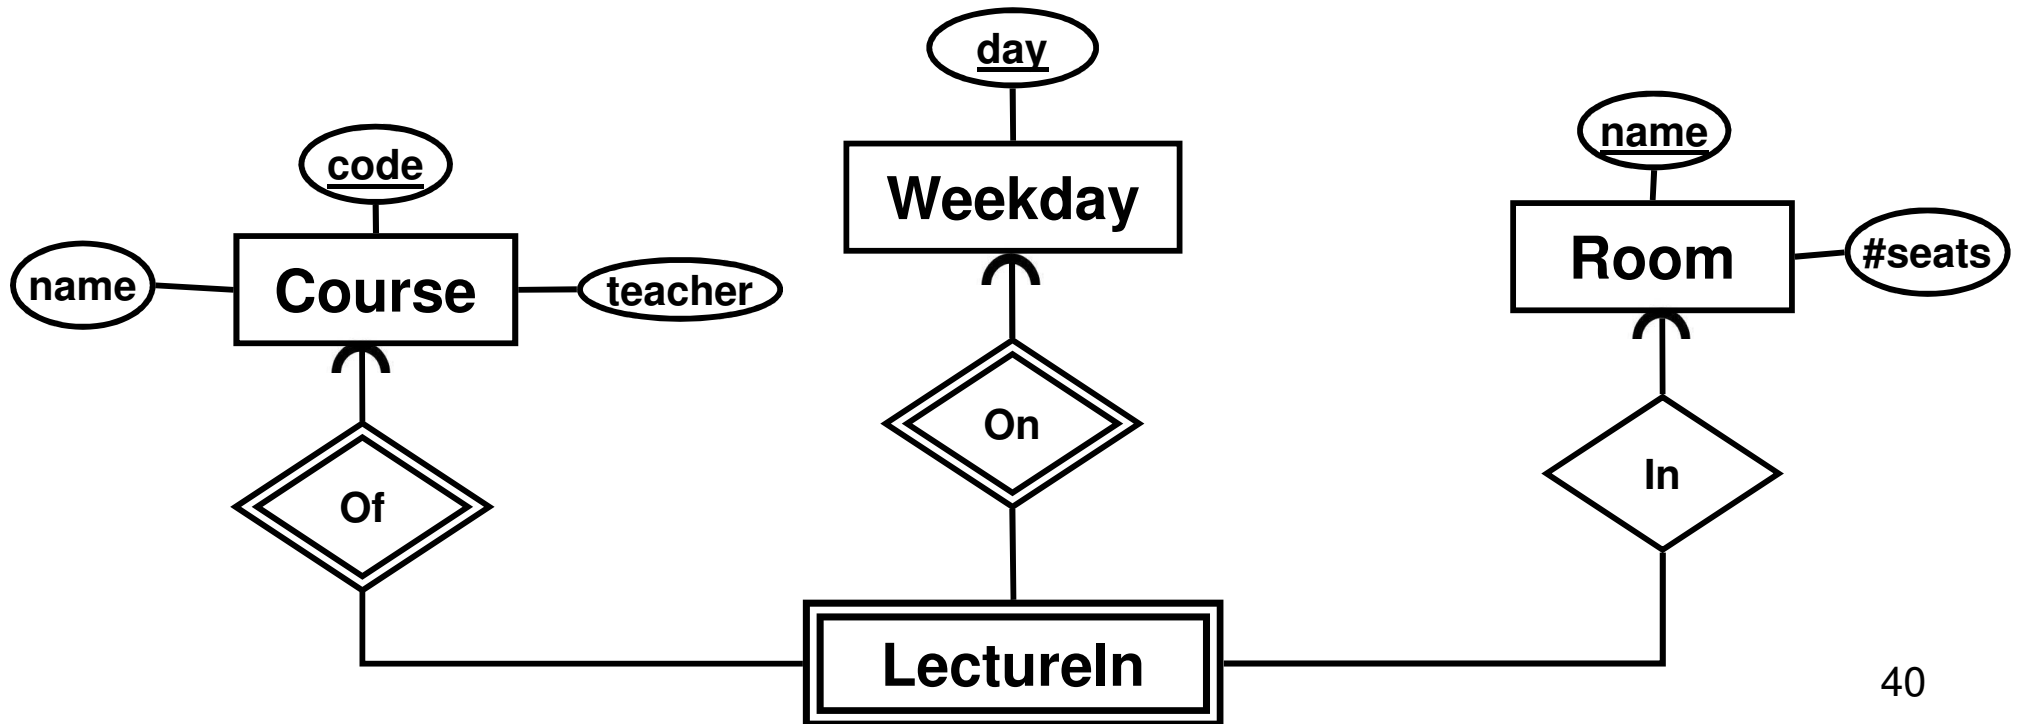 day
name
code
Weekday
Room
#seats
name
Course
teacher
On
In
Of
LectureIn
40